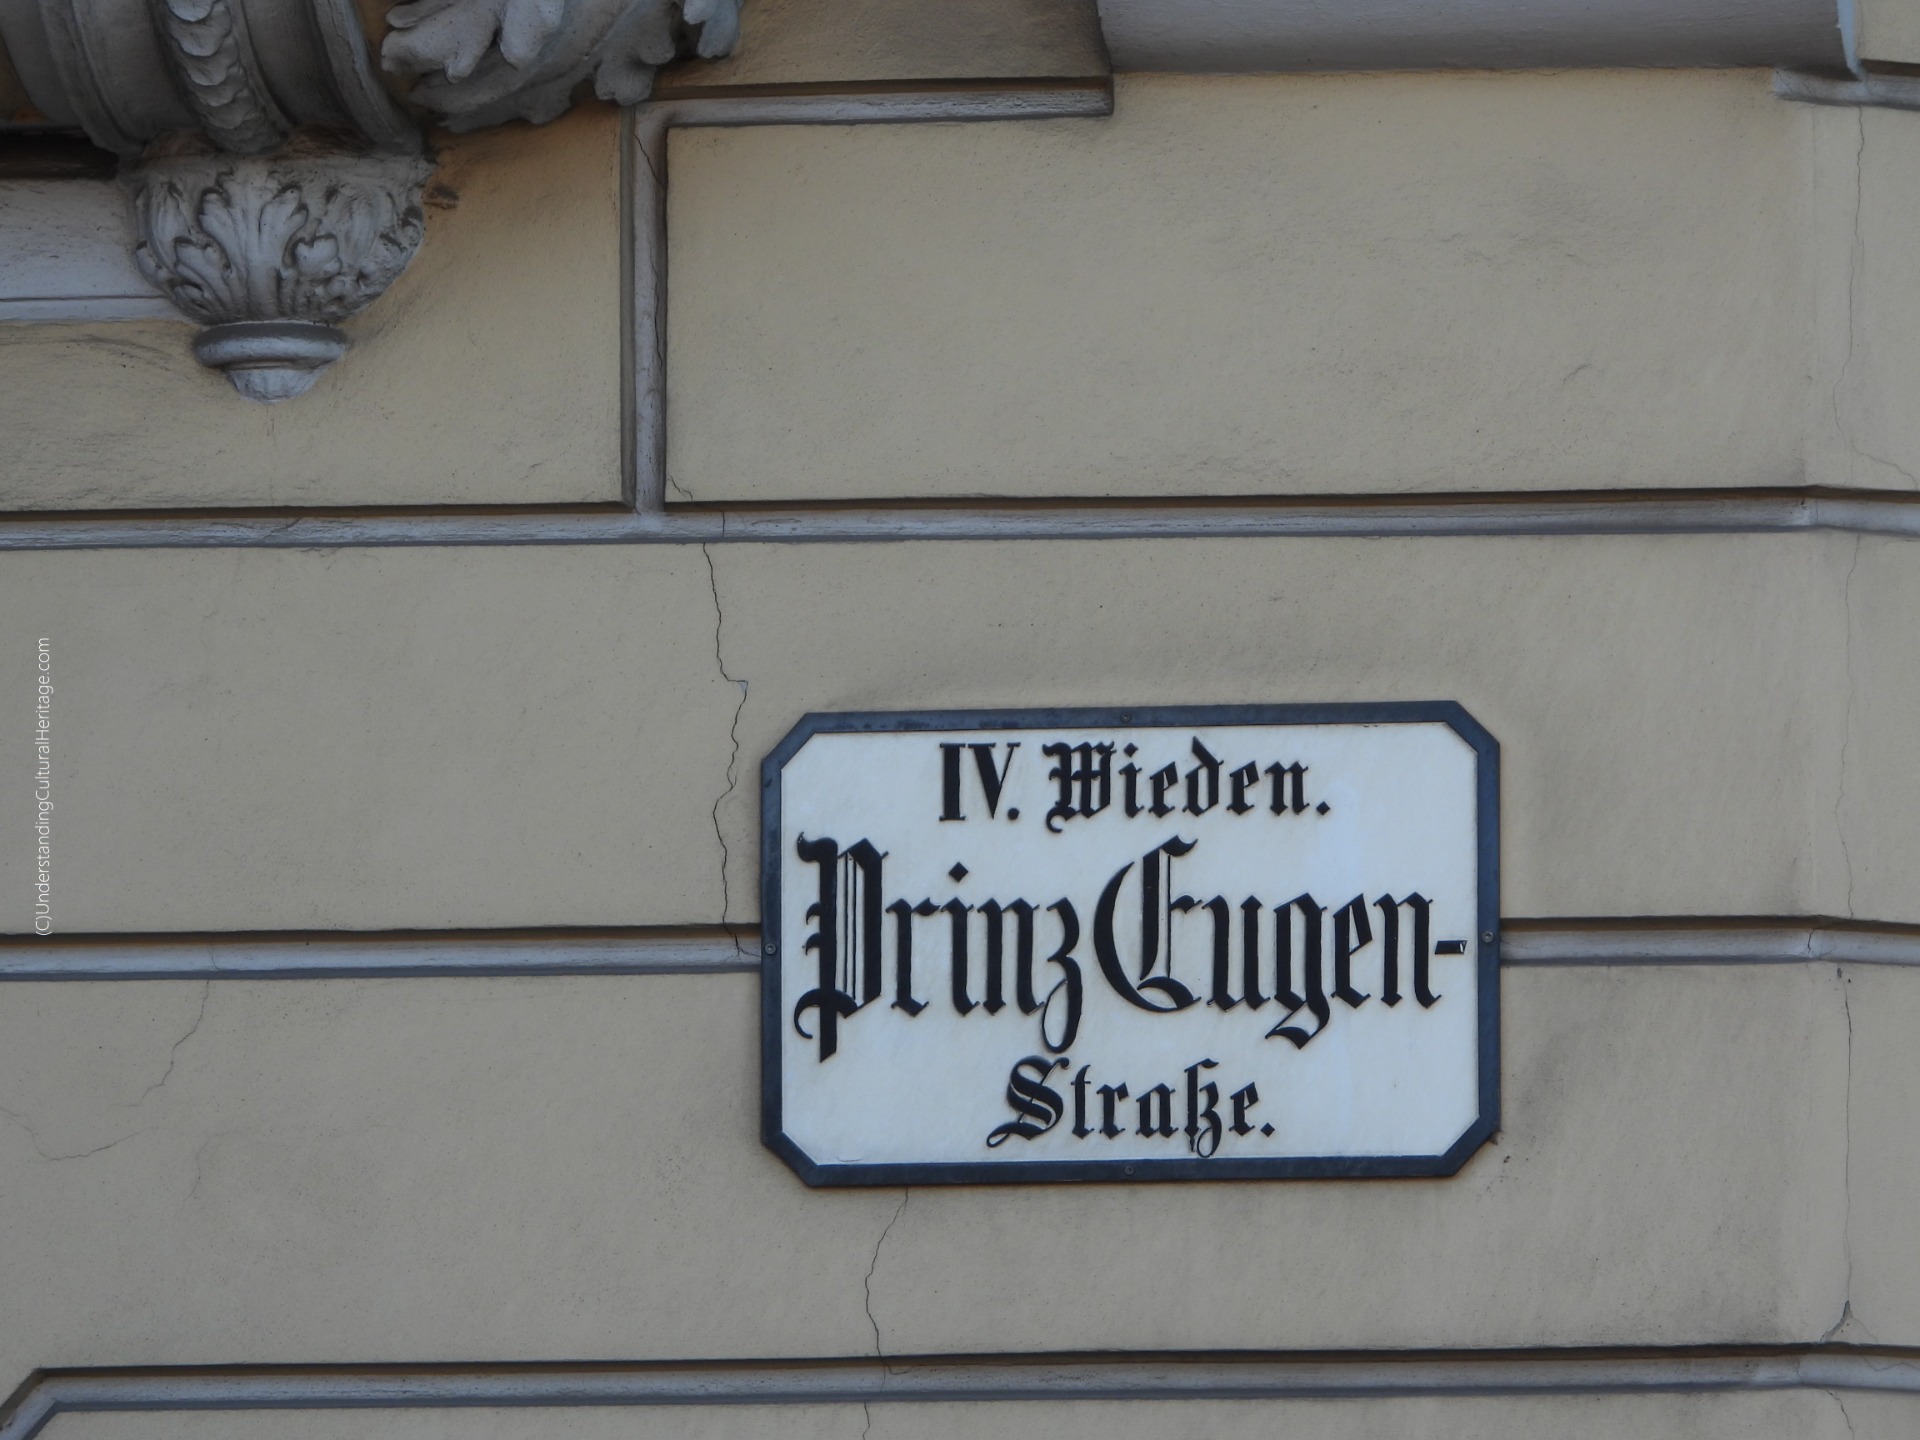 IV. Wieden.
Prinz Eugen-
Straße.
(C)UnderstandingCulturalHeritage.com